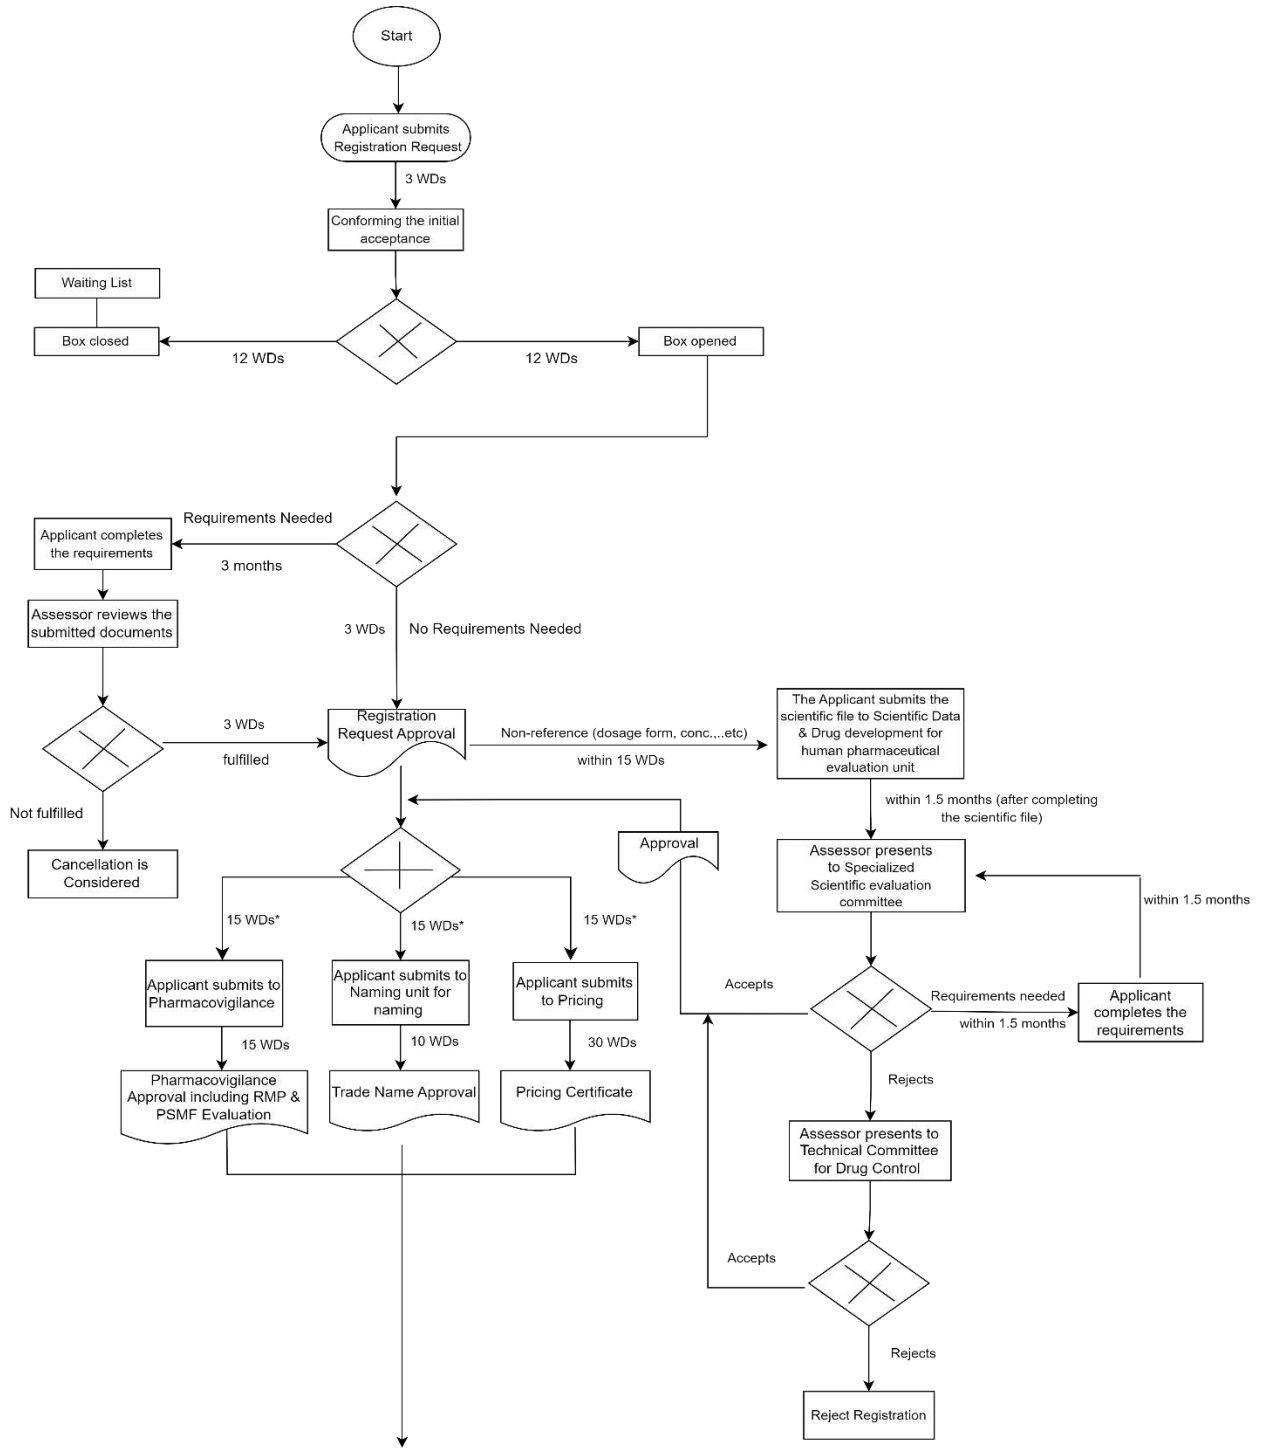 Start
Applicant submits
Registration Request
3 WDs
Conforming the initial
acceptance
Waiting List
Box closed
12 WDs
12 WDs
Box opened
Requirements Needed
Applicant completes
the requirements
3 months
Assessor reviews the
submitted documents
3 WDs
No Requirements Needed
3 WDs
fulfilled
Not fulfilled
Cancellation is
Considered
Registration
Request Approval
Non-reference (dosage form, conc.,..etc)
within 15 WDs
The Applicant submits the
scientific file to Scientific Data
& Drug development for
human pharmaceutical
evaluation unit
within 1.5 months (after completing
the scientific file)
Approval
Assessor presents
to Specialized
Scientific evaluation
committee
within 1.5 months
15 WDs*
15 WDs*
15 WDs*
Applicant submits to
Pharmacovigilance
Applicant submits to
Naming unit for
naming
Applicant submits
to Pricing
Accepts
Requirements needed
within 1.5 months
Applicant
completes the
requirements
15 WDs
10 WDs
30 WDs
Pharmacovigilance
Approval including RMP &
PSMF Evaluation
Trade Name Approval
Pricing Certificate
Rejects
Assessor presents to
Technical Committee
for Drug Control
Accepts
Rejects
Reject Registration